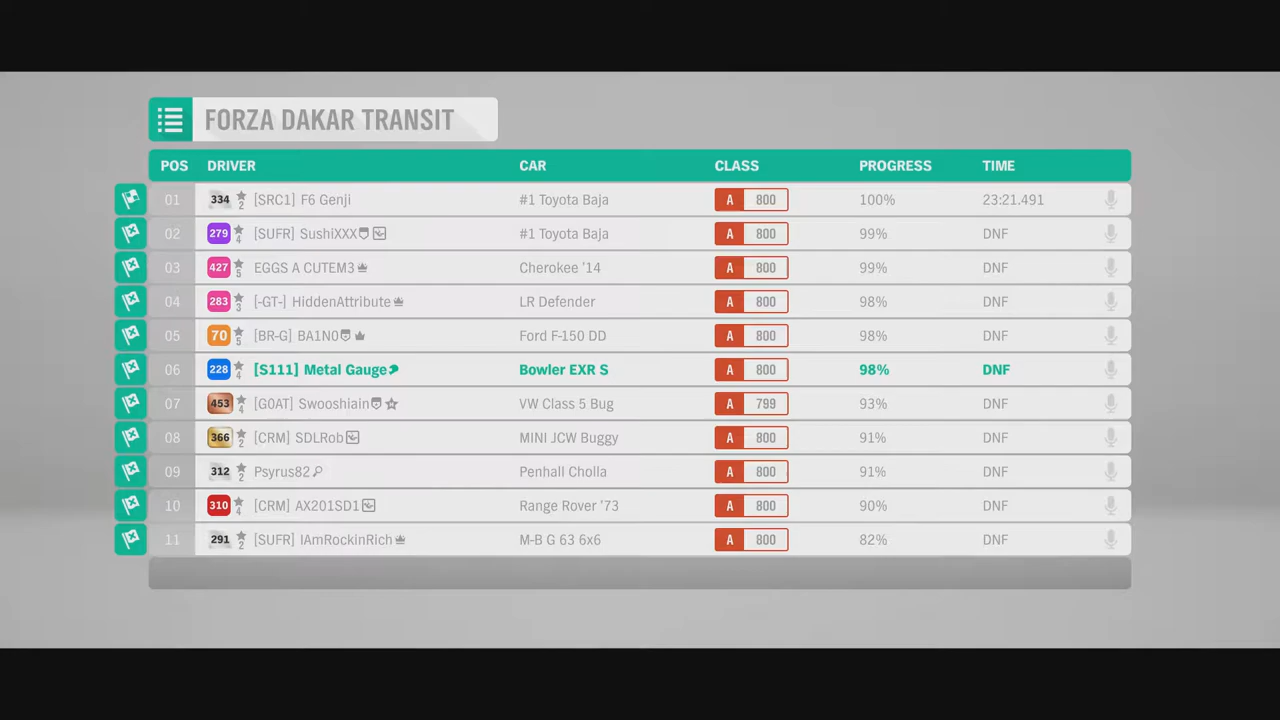 FORZA DAKAR TRANSIT
POS DRIVER CAR CLASS PROGRESS TIME
01 334 2 [SRC1] F6 Genji #1 Toyota Baja A 800 100% 23:21.491
02 279 4 [SUFR] SushiXXX #1 Toyota Baja A 800 99% DNF
03 427 5 EGGS A CUTEM3 Cherokee '14 A 800 99% DNF
04 283 3 [-GT-] HiddenAttribute LR Defender A 800 98% DNF
05 70 5 [BR-G] BA1N0 Ford F-150 DD A 800 98% DNF
06 228 4 [S111] Metal Gauge Bowler EXR S A 800 98% DNF
07 453 4 [G0AT] Swooshiain VW Class 5 Bug A 799 93% DNF
08 366 2 [CRM] SDLRob MINI JCW Buggy A 800 91% DNF
09 312 2 Psyrus82 Penhall Cholla A 800 91% DNF
10 310 4 [CRM] AX201SD1 Range Rover '73 A 800 90% DNF
11 291 2 [SUFR] IAmRockinRich M-B G 63 6x6 A 800 82% DNF